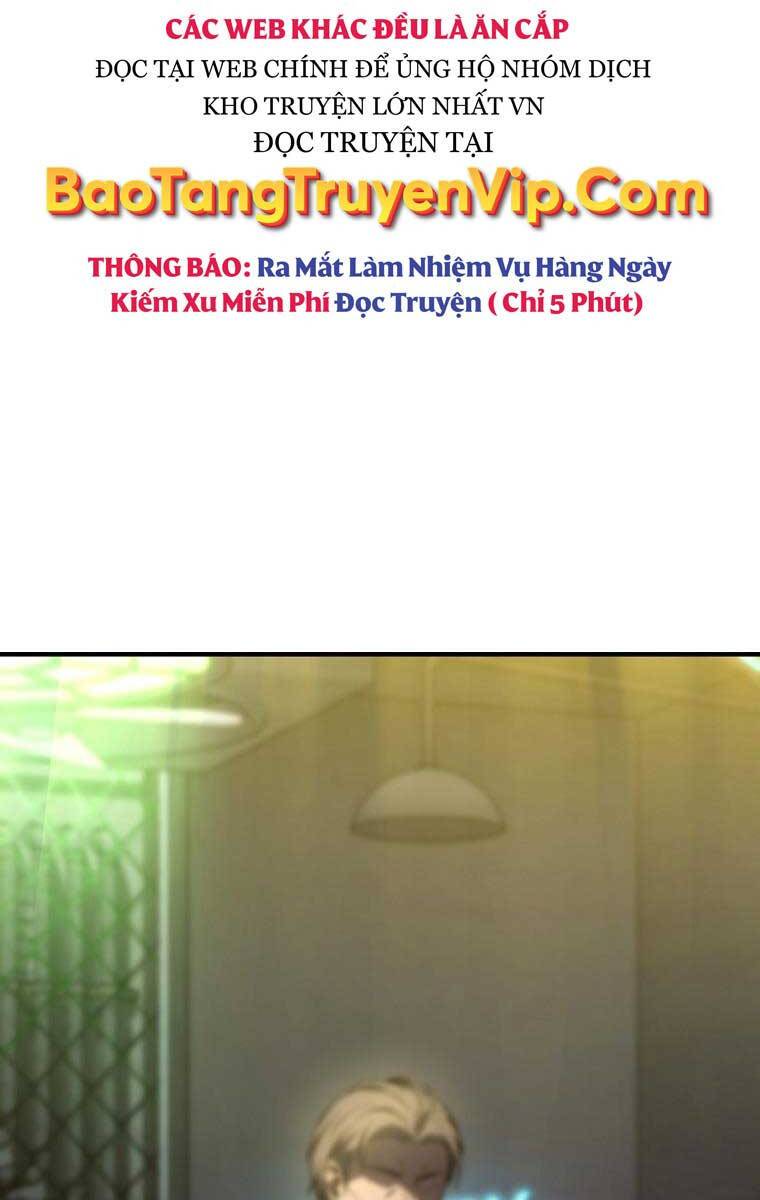 CÁC WEB KHÁC ĐỀU LÀ ĂN CẮP
ĐỌC TẠI WEB CHÍNH ĐỂ ỦNG HỘ NHÓM DỊCH
KHO TRUYỆN LỚN NHẤT VN
ĐỌC TRUYỆN TẠI
BaoTangTruyenVip.Com
THÔNG BÁO: Ra Mắt Làm Nhiệm Vụ Hàng Ngày
Kiếm Xu Miễn Phí Đọc Truyện ( Chỉ 5 Phút)